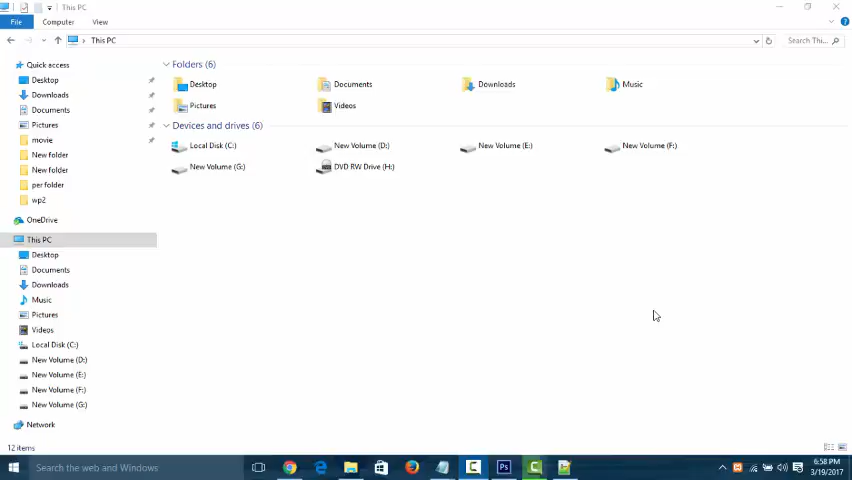 This PC
File Computer View
This PC
Search Thi...
Quick access
Desktop
Downloads
Documents
Pictures
movie
New folder
New folder
per folder
wp2
OneDrive
This PC
Desktop
Documents
Downloads
Music
Pictures
Videos
Local Disk (C:)
New Volume (D:)
New Volume (E:)
New Volume (F:)
New Volume (G:)
Network
Folders (6)
Desktop Documents Downloads Music
Pictures Videos
Devices and drives (6)
Local Disk (C:) New Volume (D:) New Volume (E:) New Volume (F:)
New Volume (G:) DVD RW Drive (H:)
12 items
Search the web and Windows
Ps
6:58 PM
3/19/2017